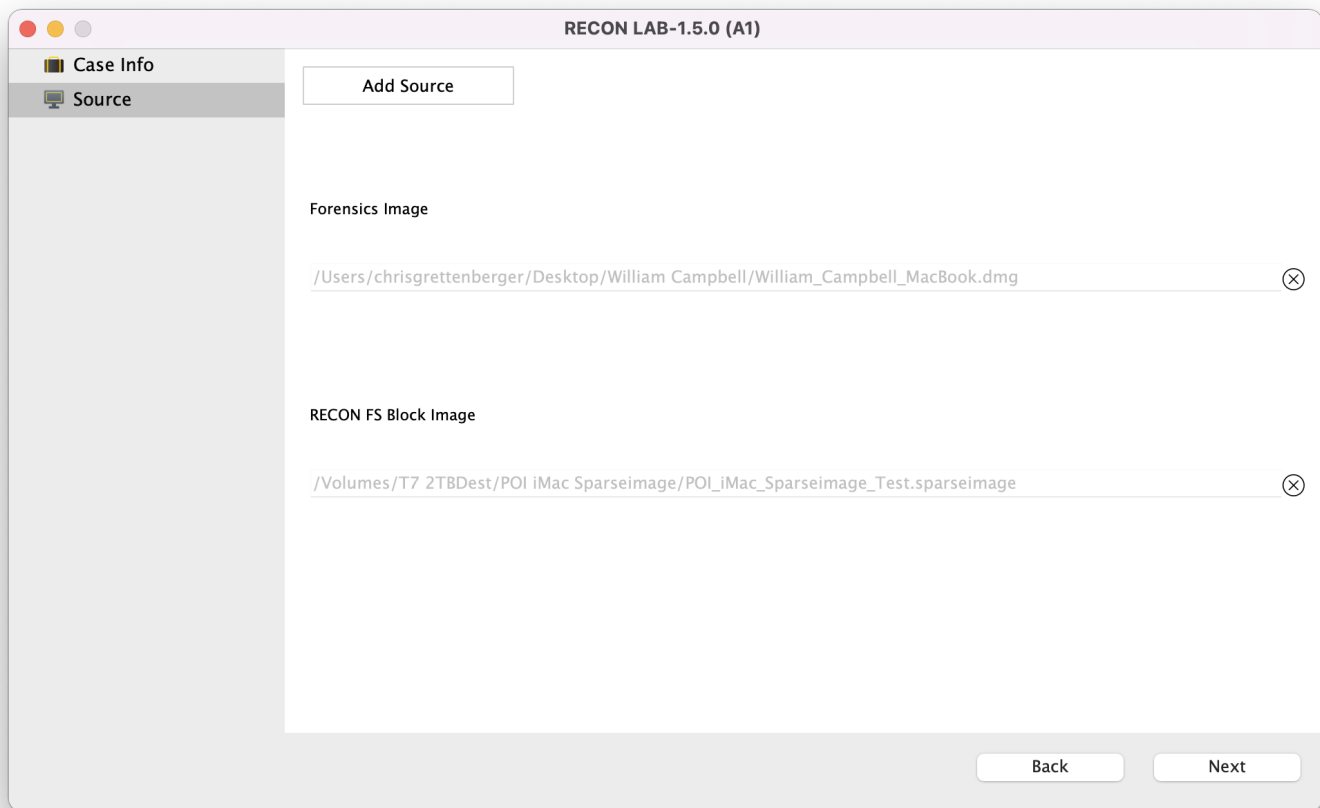 RECON LAB-1.5.0 (A1)
Case Info
Source
Add Source
Forensics Image
/Users/chrisgrettenberger/Desktop/William Campbell/William_Campbell_MacBook.dmg
RECON FS Block Image
/Volumes/T7 2TBDest/POI iMac Sparseimage/POI_iMac_Sparseimage_Test.sparseimage
Back
Next